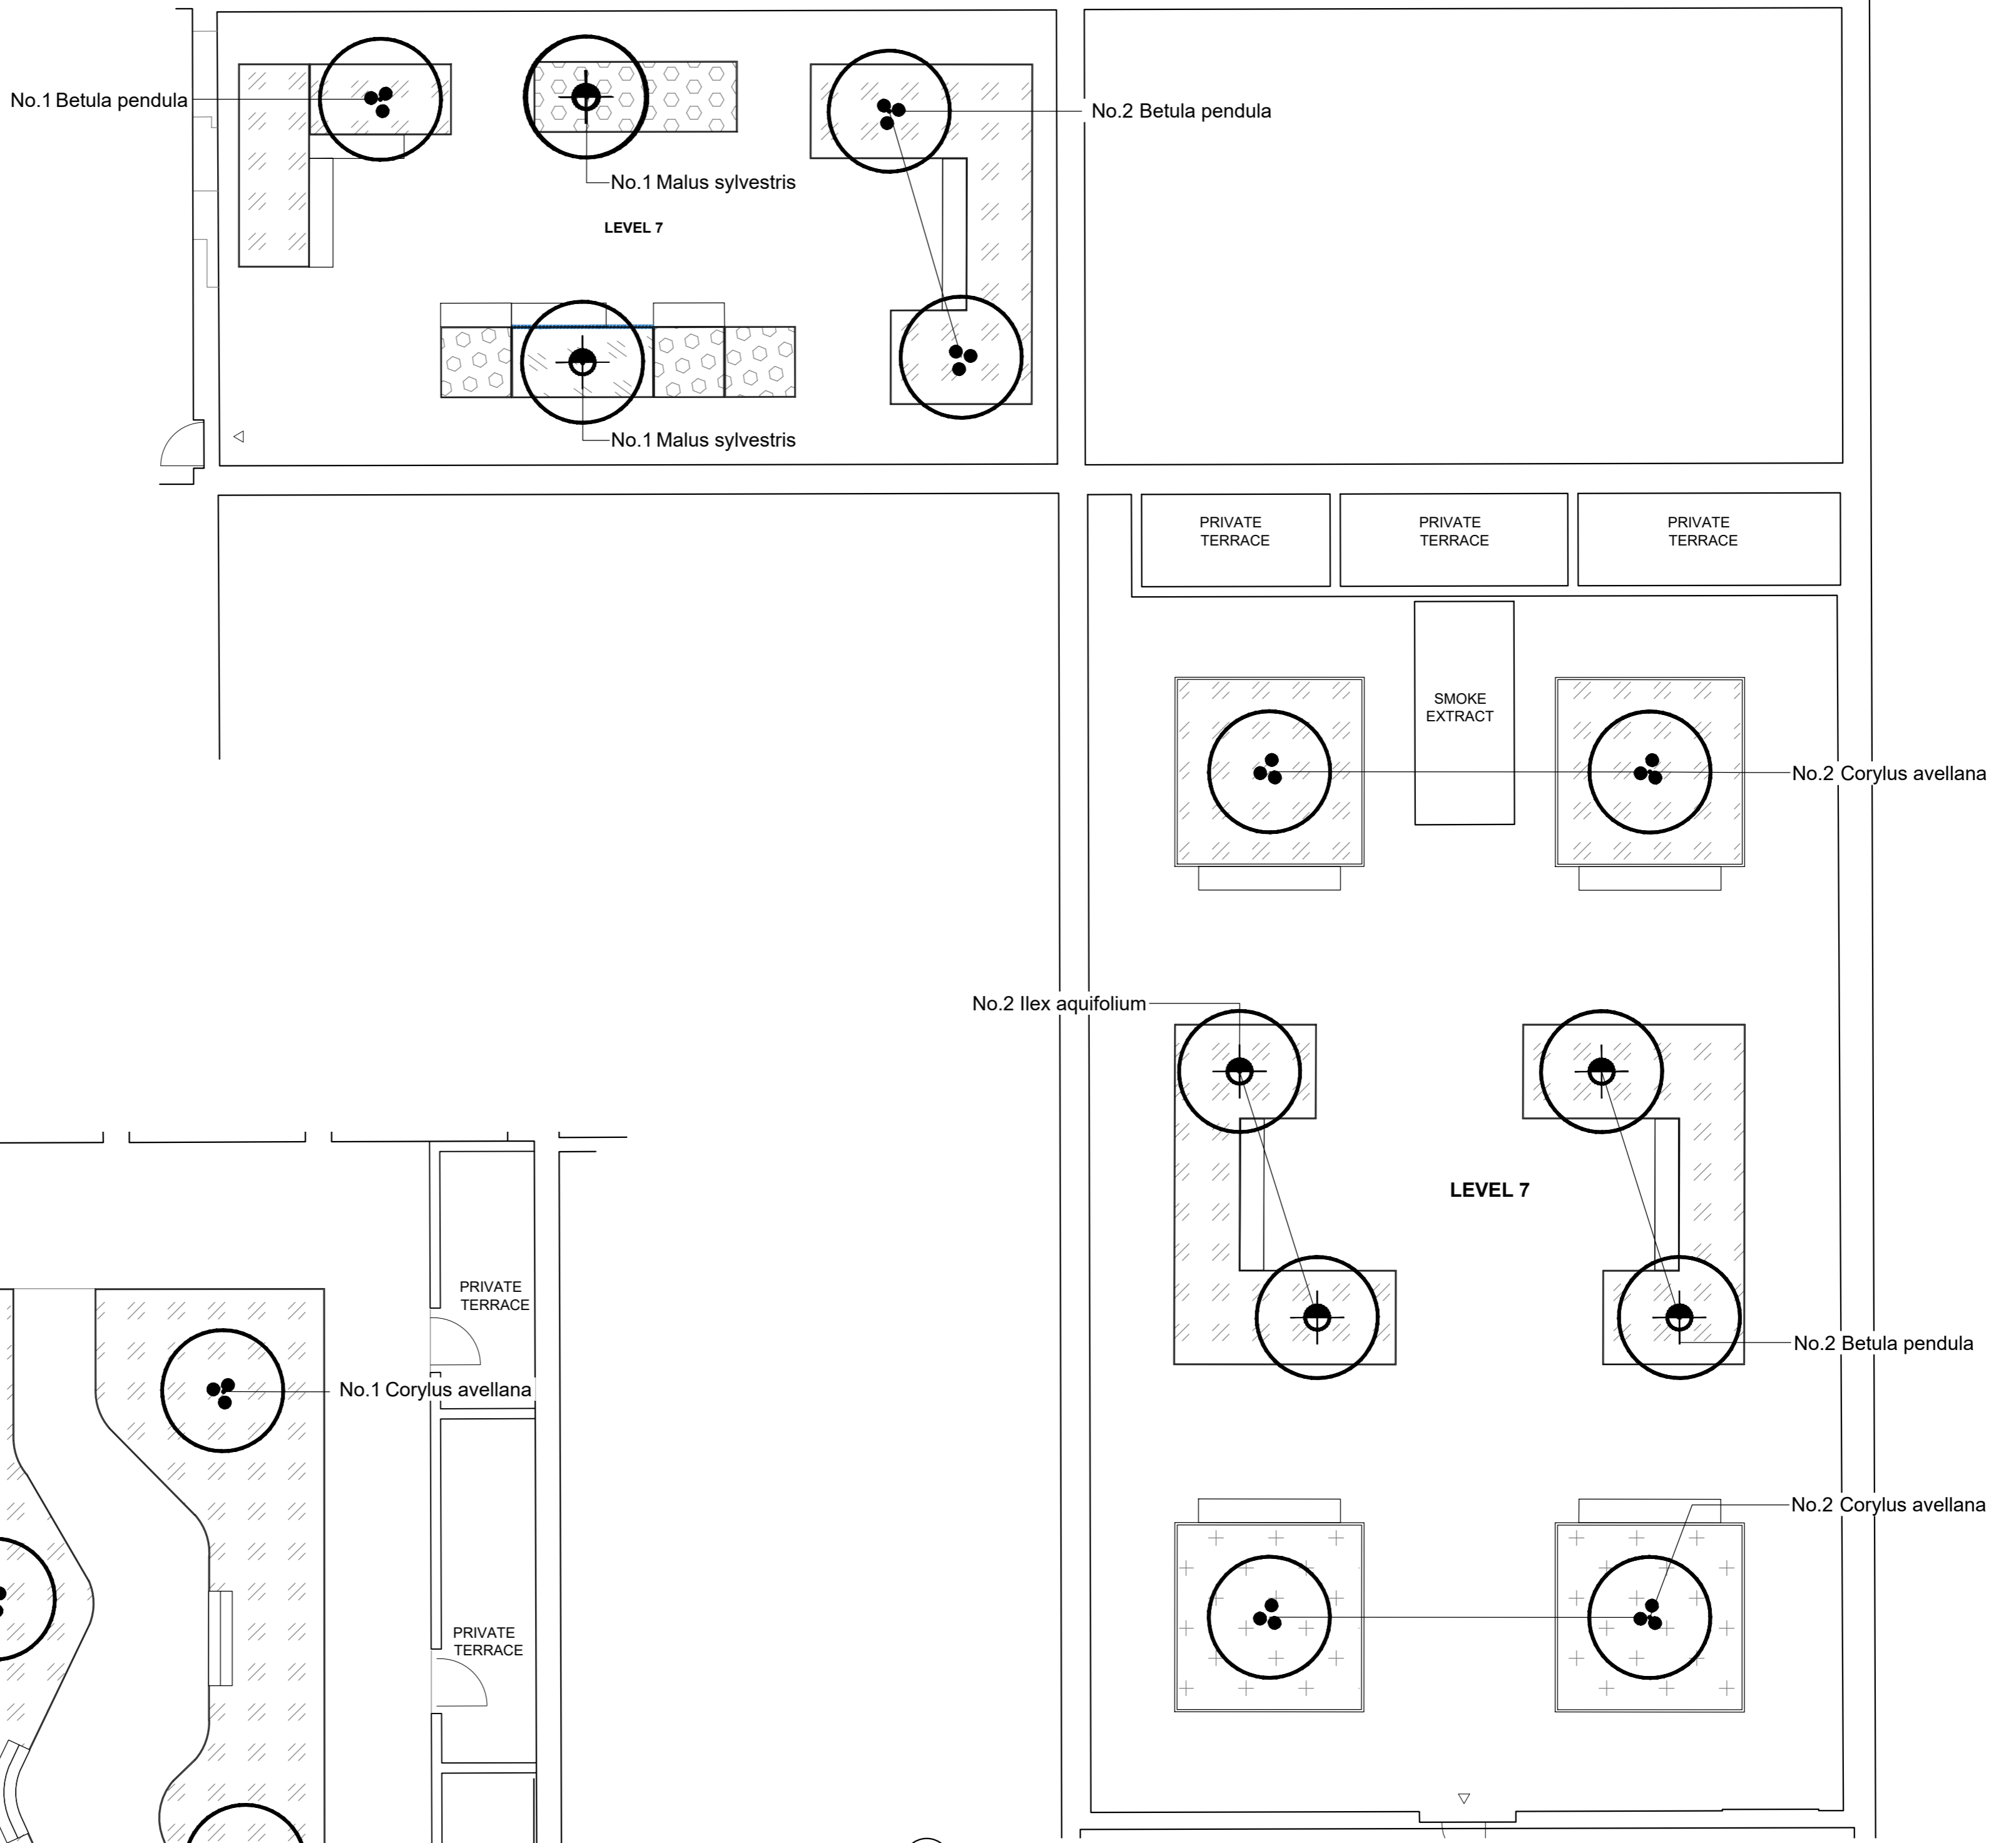 No.1 Betula pendula
No.2 Betula pendula
No.1 Malus sylvestris
LEVEL 7
No.1 Malus sylvestris
PRIVATE
TERRACE
PRIVATE
TERRACE
PRIVATE
TERRACE
SMOKE
EXTRACT
No.2 Corylus avellana
No.2 Ilex aquifolium
LEVEL 7
PRIVATE
TERRACE
No.2 Betula pendula
No.1 Corylus avellana
No.2 Corylus avellana
PRIVATE
TERRACE